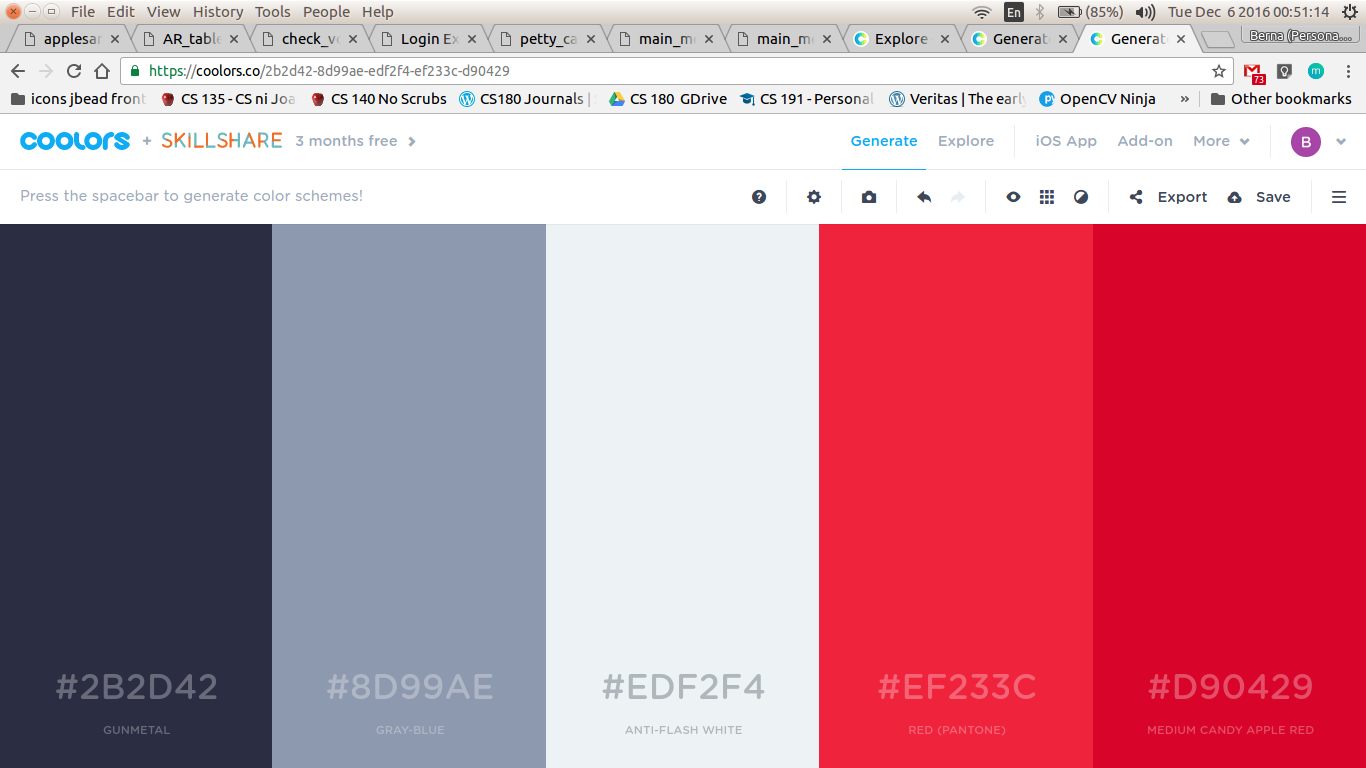 File Edit View History Tools People Help
En (85%) Tue Dec 6 2016 00:51:14
applesar AR_table check_v Login Ex petty_ca main_m main_m Explore Generat Generat Berna (Persona...
https://coolors.co/2b2d42-8d99ae-edf2f4-ef233c-d90429
73 m
icons jbead front CS 135 - CS ni Joa CS 140 No Scrubs CS180 Journals | CS 180 GDrive CS 191 - Personal Veritas | The early OpenCV Ninja » Other bookmarks
coolors + SKILLSHARE 3 months free Generate Explore iOS App Add-on More B
Press the spacebar to generate color schemes! Export Save
#2B2D42 #8D99AE #EDF2F4 #EF233C #D90429
GUNMETAL GRAY-BLUE ANTI-FLASH WHITE RED (PANTONE) MEDIUM CANDY APPLE RED